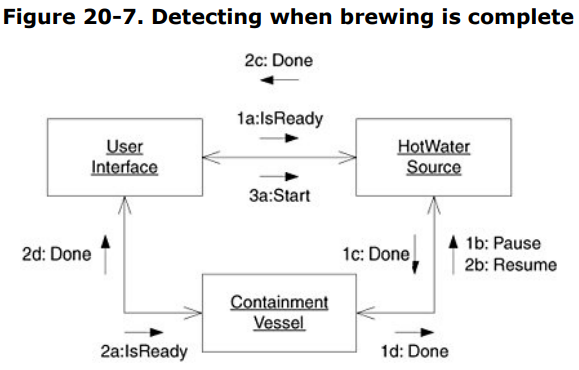 Figure 20-7. Detecting when brewing is complete
2c: Done
1a:IsReady
User
Interface
HotWater
Source
3a:Start
2d: Done
1c: Done
1b: Pause
2b: Resume
Containment
Vessel
2a:IsReady
1d: Done